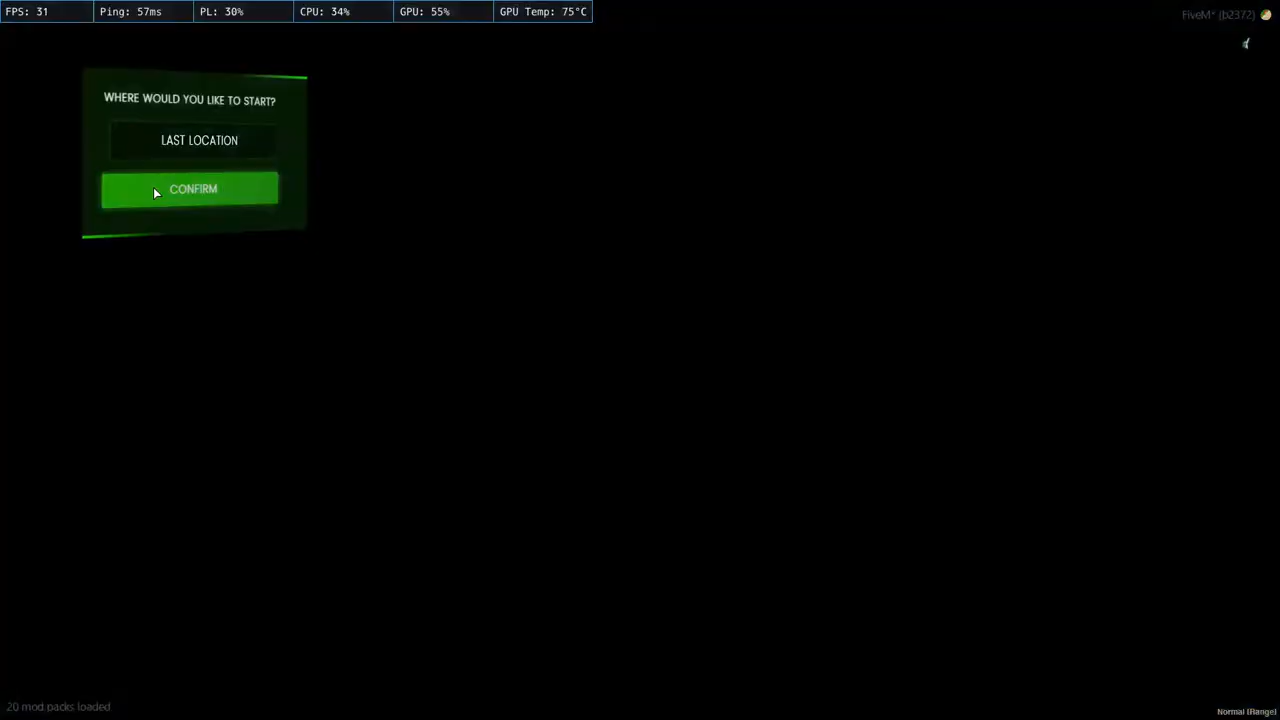 FPS: 31 Ping: 57ms PL: 30% CPU: 34% GPU: 55% GPU Temp: 75°C
FiveM* (b2372)
WHERE WOULD YOU LIKE TO START?
LAST LOCATION
CONFIRM
20 mod packs loaded
Normal [Range]